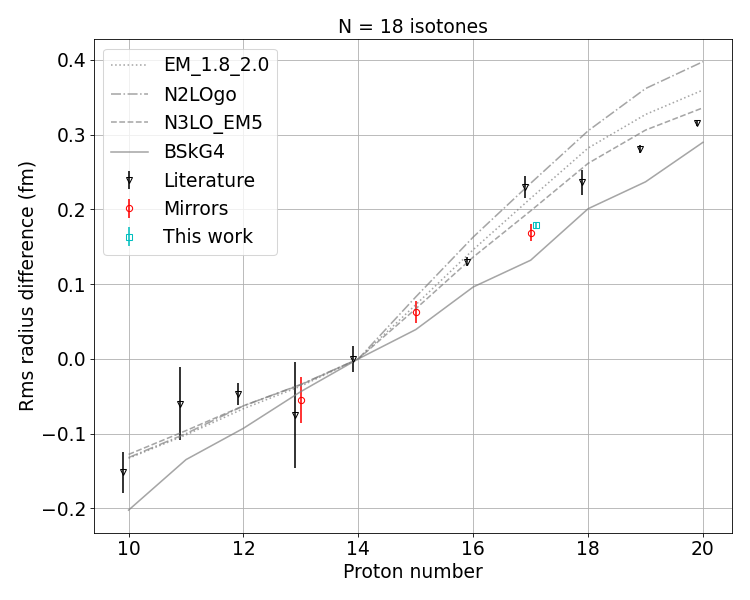 N = 18 isotones
EM_1.8_2.0
N2LOgo
N3LO_EM5
BSkG4
Literature
Mirrors
This work
Rms radius difference (fm)
0.4
0.3
0.2
0.1
0.0
−0.1
−0.2
10 12 14 16 18 20
Proton number